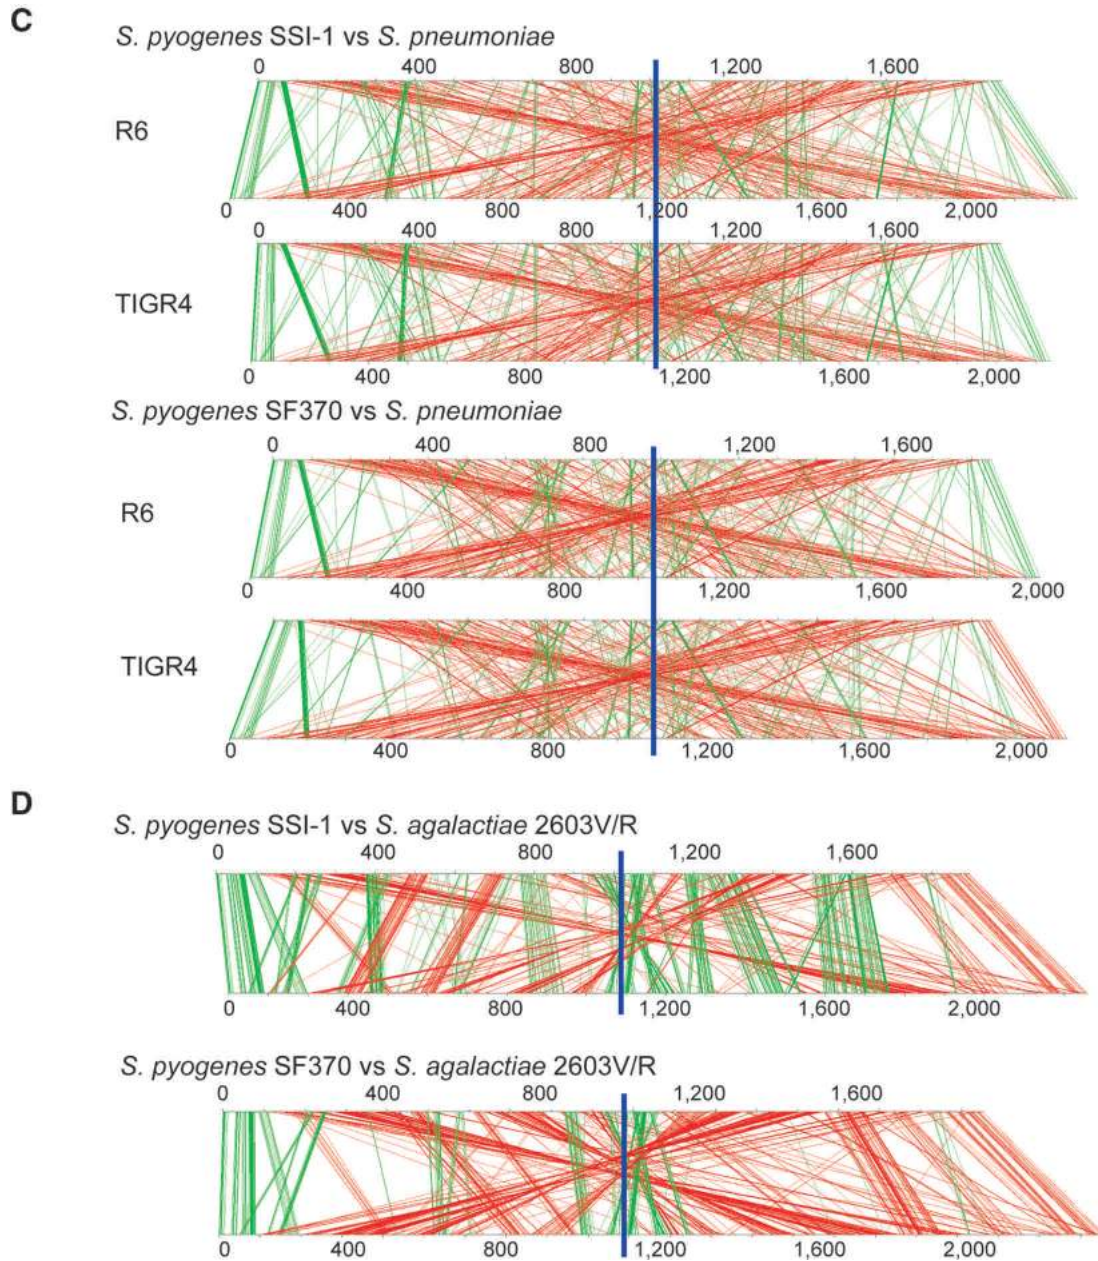 C
S. pyogenes SSI-1 vs S. pneumoniae
0 400 800 1,200 1,600
R6
0 400 800 1,200 1,600 2,000
0 400 800 1,200 1,600
TIGR4
0 400 800 1,200 1,600 2,000
S. pyogenes SF370 vs S. pneumoniae
0 400 800 1,200 1,600
R6
0 400 800 1,200 1,600 2,000
TIGR4
0 400 800 1,200 1,600 2,000
D
S. pyogenes SSI-1 vs S. agalactiae 2603V/R
0 400 800 1,200 1,600
0 400 800 1,200 1,600 2,000
S. pyogenes SF370 vs S. agalactiae 2603V/R
0 400 800 1,200 1,600
0 400 800 1,200 1,600 2,000